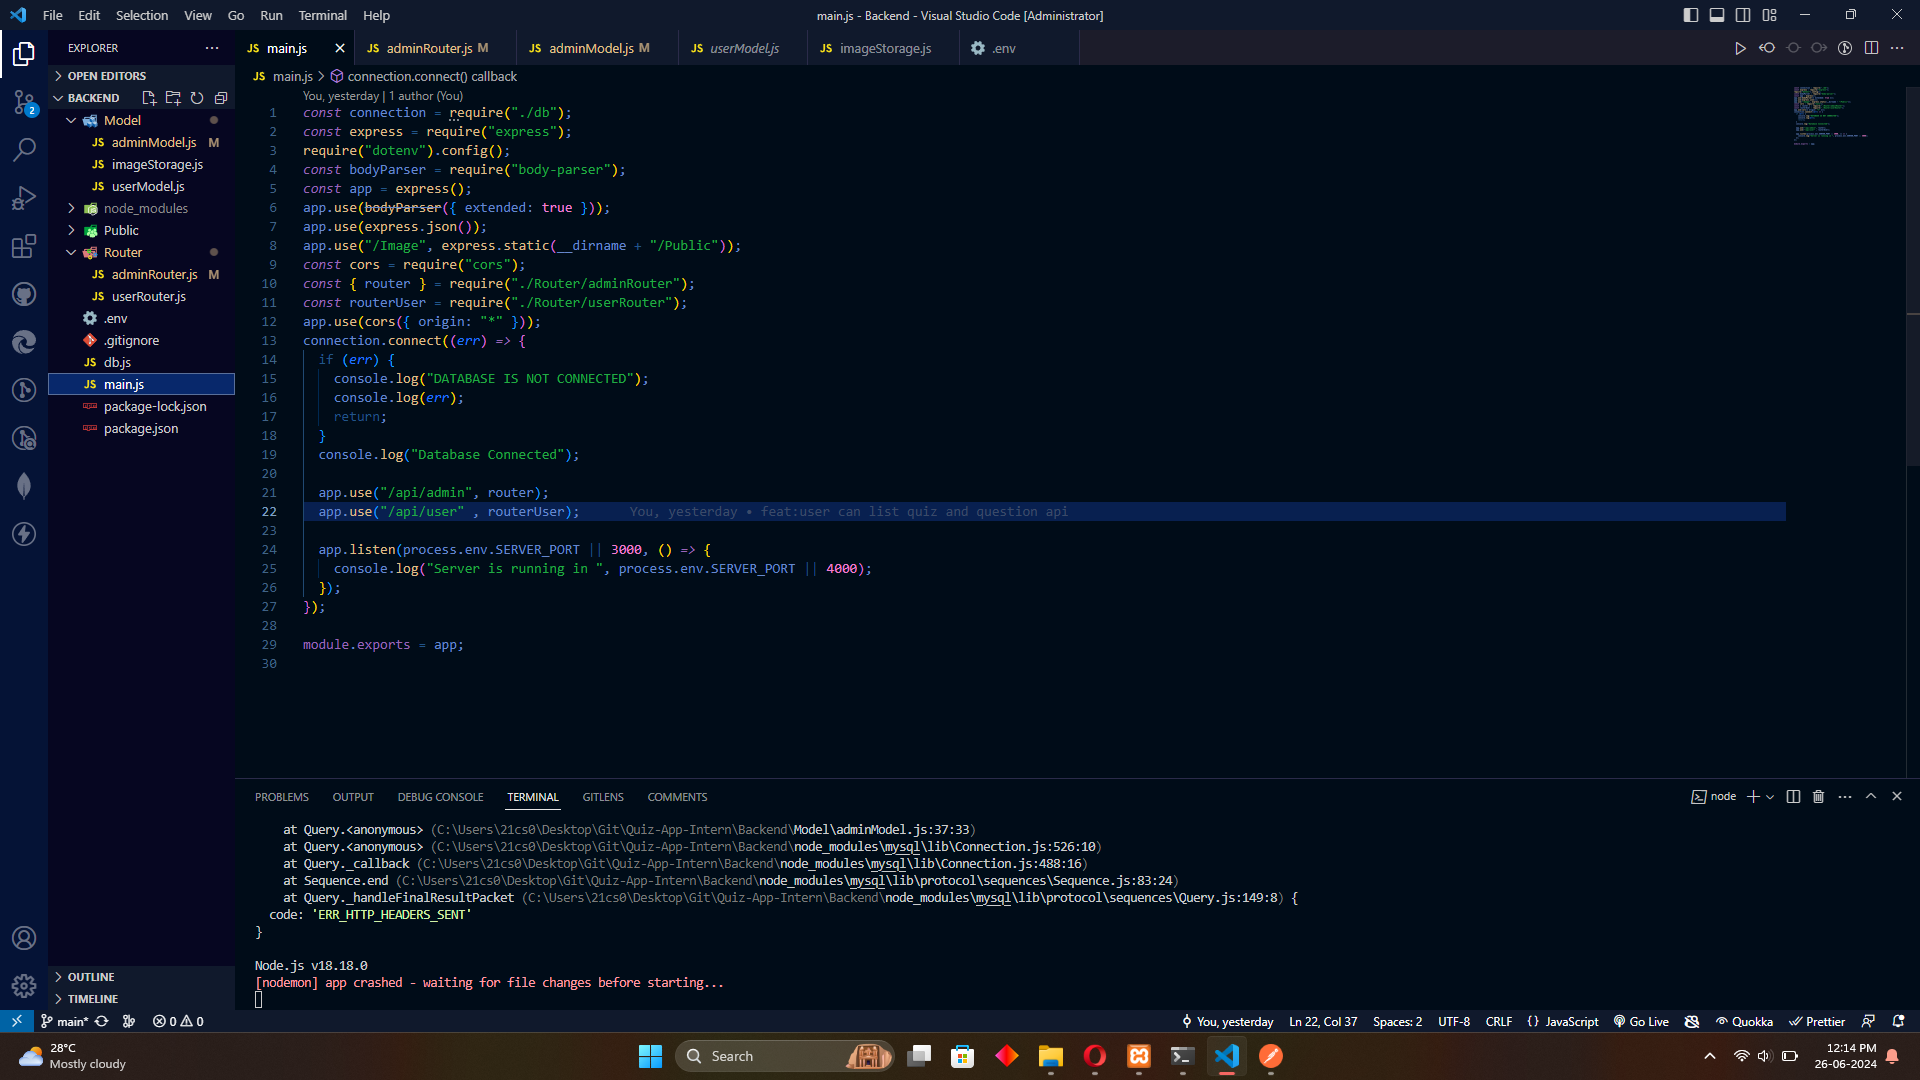 File Edit Selection View Go Run Terminal Help
main.js - Backend - Visual Studio Code [Administrator]
EXPLORER
OPEN EDITORS
BACKEND
Model
JS adminModel.js M
JS imageStorage.js
JS userModel.js
node_modules
Public
Router
JS adminRouter.js M
JS userRouter.js
.env
.gitignore
JS db.js
JS main.js
package-lock.json
package.json
OUTLINE
TIMELINE
2
JS main.js
JS adminRouter.js M
JS adminModel.js M
JS userModel.js
JS imageStorage.js
.env
JS main.js > connection.connect() callback
You, yesterday | 1 author (You)
1 const connection = require("./db");
2 const express = require("express");
3 require("dotenv").config();
4 const bodyParser = require("body-parser");
5 const app = express();
6 app.use(bodyParser({ extended: true }));
7 app.use(express.json());
8 app.use("/Image", express.static(__dirname + "/Public"));
9 const cors = require("cors");
10 const { router } = require("./Router/adminRouter");
11 const routerUser = require("./Router/userRouter");
12 app.use(cors({ origin: "*" }));
13 connection.connect((err) => {
14 if (err) {
15 console.log("DATABASE IS NOT CONNECTED");
16 console.log(err);
17 return;
18 }
19 console.log("Database Connected");
20
21 app.use("/api/admin", router);
22 app.use("/api/user" , routerUser); You, yesterday • feat:user can list quiz and question api
23
24 app.listen(process.env.SERVER_PORT || 3000, () => {
25 console.log("Server is running in ", process.env.SERVER_PORT || 4000);
26 });
27 });
28
29 module.exports = app;
30
PROBLEMS OUTPUT DEBUG CONSOLE TERMINAL GITLENS COMMENTS
node
at Query.<anonymous> (C:\Users\21cs0\Desktop\Git\Quiz-App-Intern\Backend\Model\adminModel.js:37:33)
at Query.<anonymous> (C:\Users\21cs0\Desktop\Git\Quiz-App-Intern\Backend\node_modules\mysql\lib\Connection.js:526:10)
at Query._callback (C:\Users\21cs0\Desktop\Git\Quiz-App-Intern\Backend\node_modules\mysql\lib\Connection.js:488:16)
at Sequence.end (C:\Users\21cs0\Desktop\Git\Quiz-App-Intern\Backend\node_modules\mysql\lib\protocol\sequences\Sequence.js:83:24)
at Query._handleFinalResultPacket (C:\Users\21cs0\Desktop\Git\Quiz-App-Intern\Backend\node_modules\mysql\lib\protocol\sequences\Query.js:149:8) {
code: 'ERR_HTTP_HEADERS_SENT'
}
Node.js v18.18.0
[nodemon] app crashed - waiting for file changes before starting...
main* 0 0
You, yesterday Ln 22, Col 37 Spaces: 2 UTF-8 CRLF {} JavaScript Go Live Quokka Prettier
28°C
Mostly cloudy
Search
12:14 PM
26-06-2024